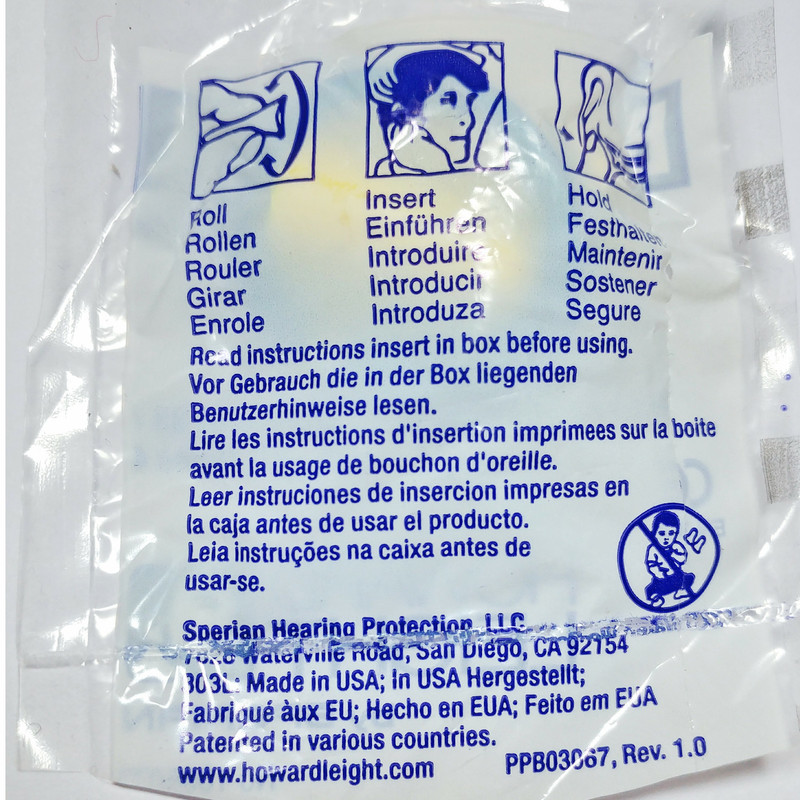 Roll
Rollen
Rouler
Girar
Enrole
Insert
Einführen
Introduire
Introducir
Introduza
Hold
Festhalten
Maintenir
Sostener
Segure
Read instructions insert in box before using.
Vor Gebrauch die in der Box liegenden
Benutzerhinweise lesen.
Lire les instructions d'insertion imprimees sur la boite
avant la usage de bouchon d'oreille.
Leer instruciones de insercion impresas en
la caja antes de usar el producto.
Leia instruções na caixa antes de
usar-se.
Sperian Hearing Protection, LLC
Waterville Road, San Diego, CA 92154
303L: Made in USA; in USA Hergestellt;
Fabriqué àux EU; Hecho en EUA; Feito em EUA
Patented in various countries.
www.howardleight.com
PPB03067, Rev. 1.0